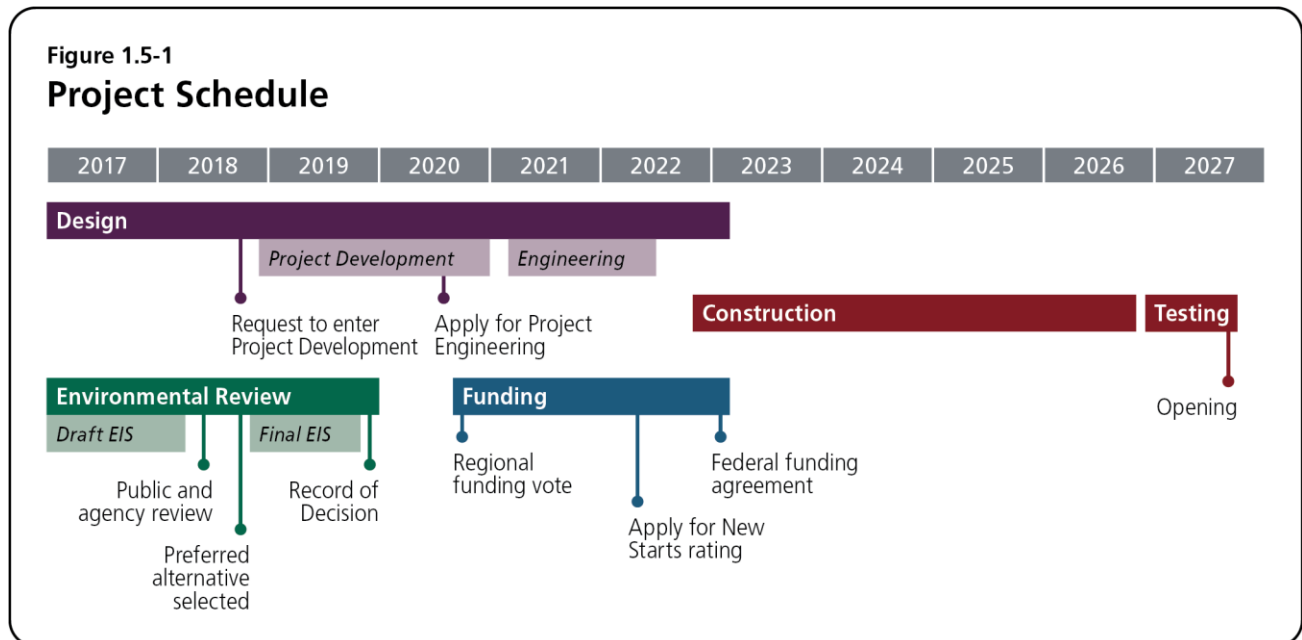 Figure 1.5-1
Project Schedule
2017 2018 2019 2020 2021 2022 2023 2024 2025 2026 2027
Design
Project Development
Engineering
Request to enter
Project Development
Apply for Project
Engineering
Construction
Testing
Opening
Environmental Review
Draft EIS
Final EIS
Public and
agency review
Preferred
alternative
selected
Record of
Decision
Funding
Regional
funding vote
Apply for New
Starts rating
Federal funding
agreement